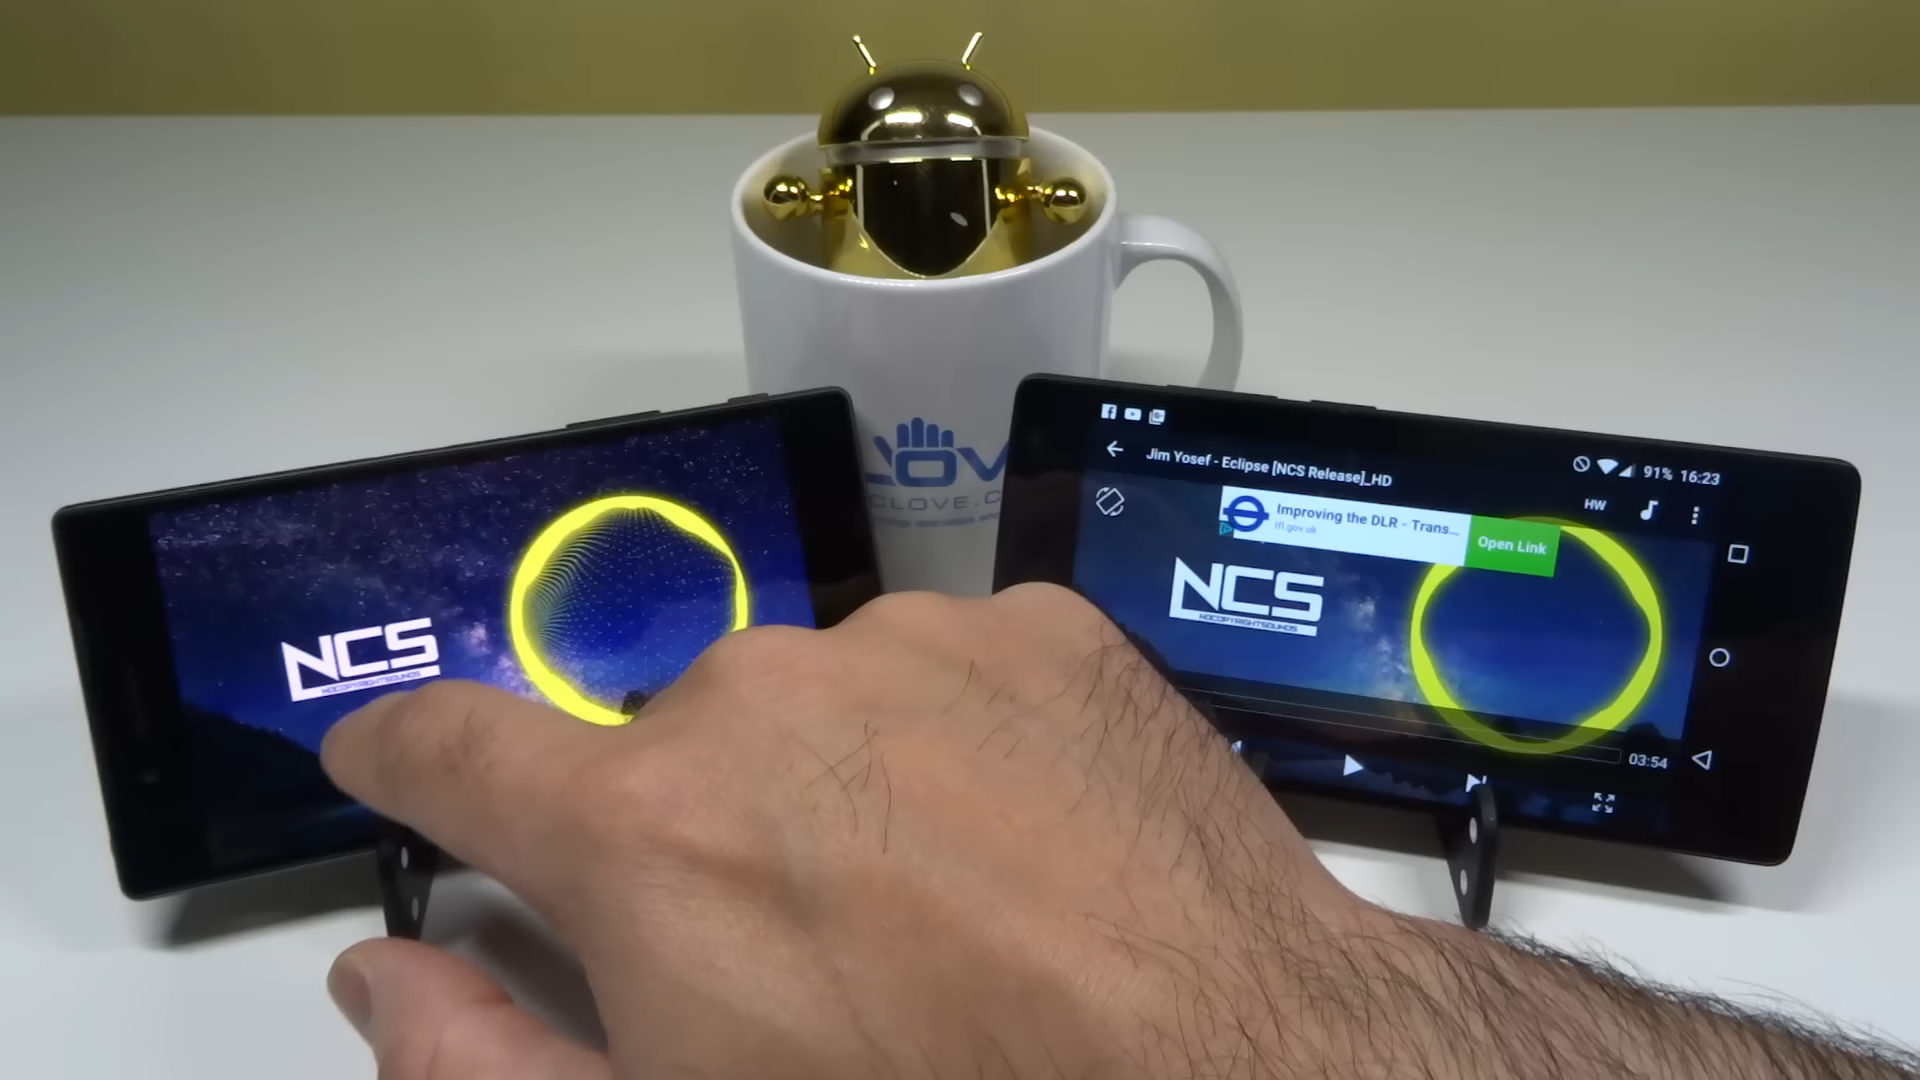 91% 16:23
Jim Yosef - Eclipse [NCS Release]_HD
HW
Improving the DLR - Trans...
tfl.gov.uk
Open Link
NCS
NOCOPYRIGHTSOUNDS
NCS
NOCOPYRIGHTSOUNDS
03:54